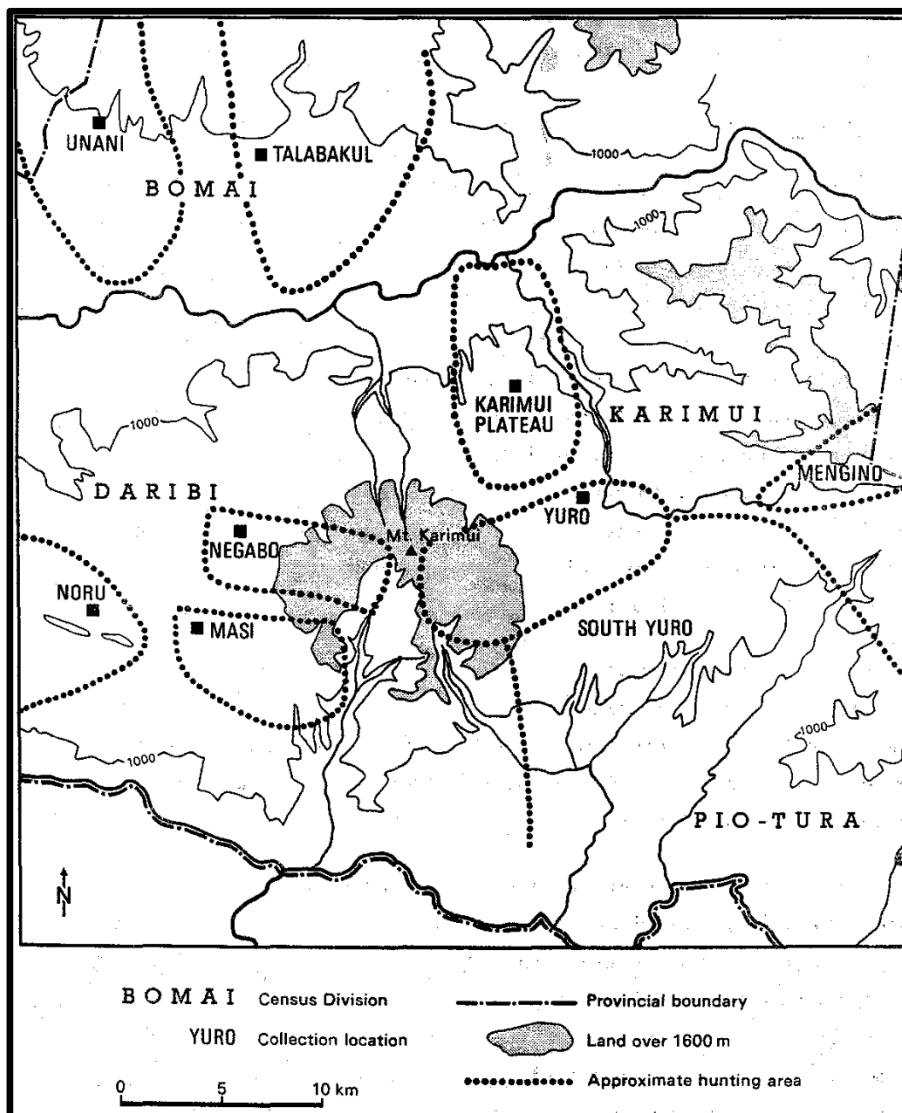 UNANI
TALABAKUL
BOMAI
1000
1000
KARIMUI
PLATEAU
KARIMUI
1000
DARIBI
MENGINO
YURO
NEGABO
Mt. Karimui
NORU
MASI
SOUTH YURO
1000
1000
PIO-TURA
N
BOMAI Census Division
Provincial boundary
YURO Collection location
Land over 1600 m
Approximate hunting area
0 5 10 km